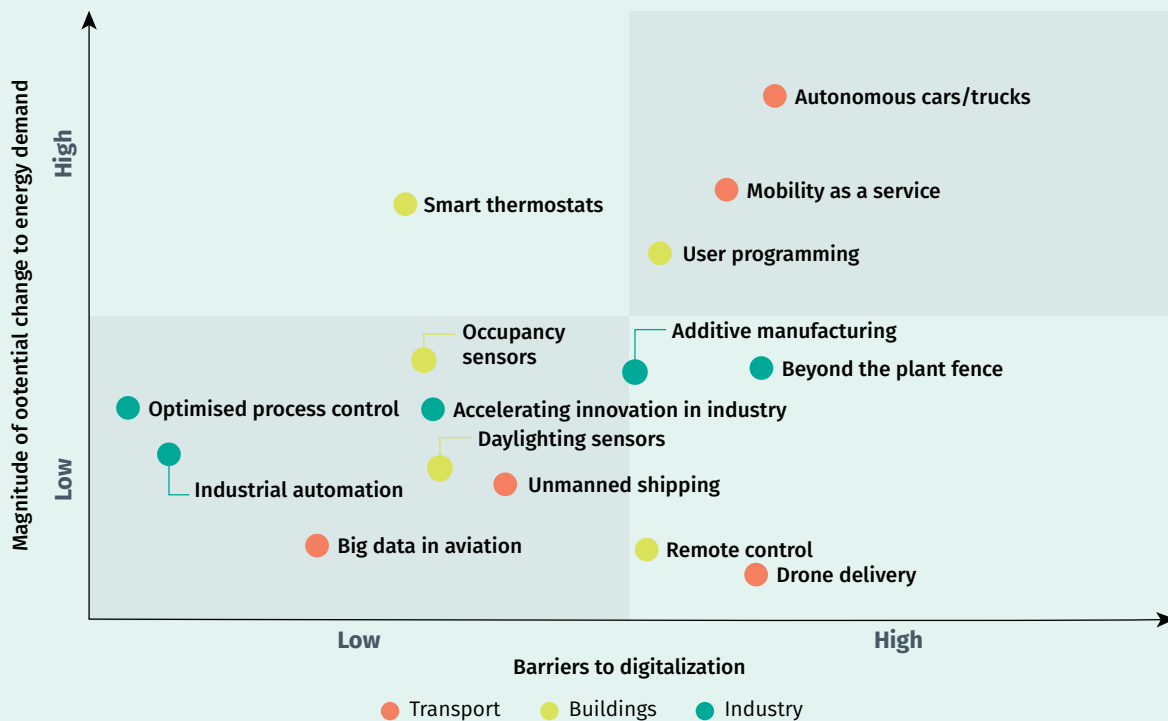 Magnitude of ootential change to energy demand
High
Low
Autonomous cars/trucks
Mobility as a service
Smart thermostats
User programming
Occupancy
sensors
Additive manufacturing
Beyond the plant fence
Optimised process control
Accelerating innovation in industry
Daylighting sensors
Industrial automation
Unmanned shipping
Big data in aviation
Remote control
Drone delivery
Low
High
Barriers to digitalization
Transport
Buildings
Industry